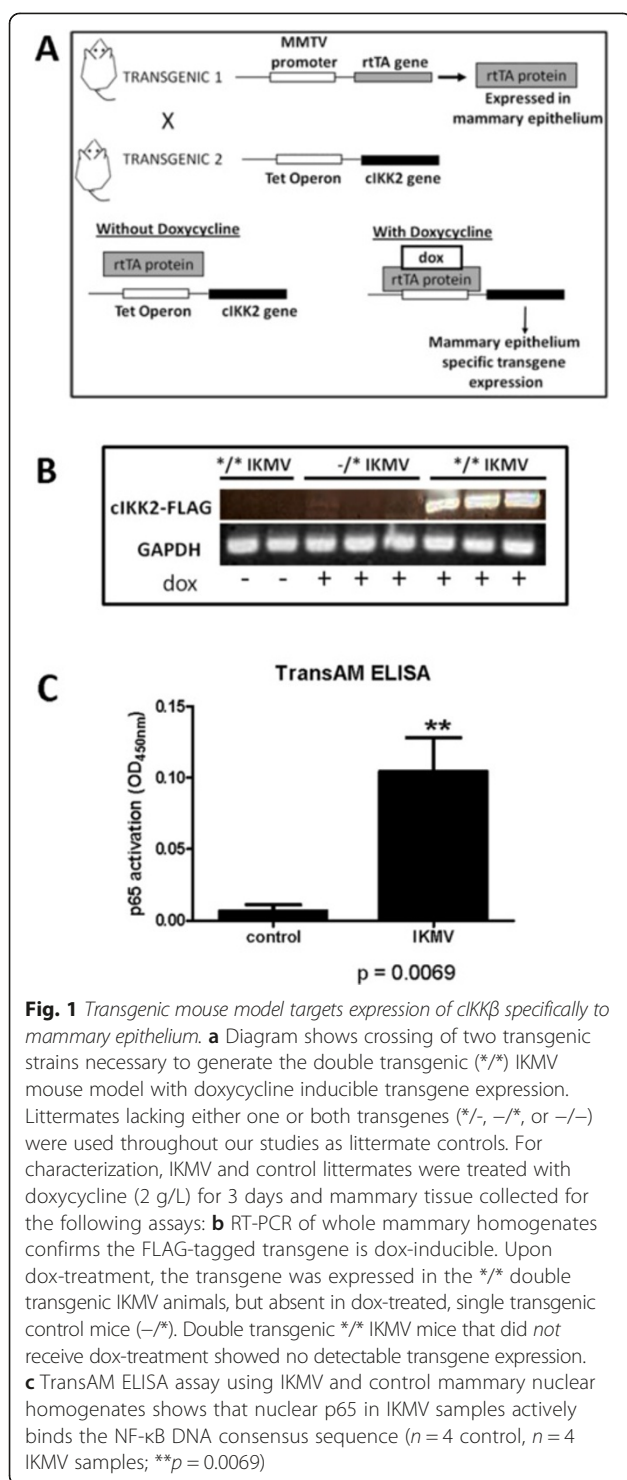 A
MMTV
promoter
rtTA gene
TRANSGENIC 1
rtTA protein
Expressed in
mammary epithelium
X
TRANSGENIC 2
Tet Operon
cIKK2 gene
Without Doxycycline
rtTA protein
Tet Operon
cIKK2 gene
With Doxycycline
dox
rtTA protein
Mammary epithelium
specific transgene
expression
B
*/* IKMV -/* IKMV */* IKMV
cIKK2-FLAG
GAPDH
dox - - + + + + + +
C
TransAM ELISA
p65 activation (OD450nm)
0.15
0.10
0.05
0.00
**
control IKMV
p = 0.0069
Fig. 1 Transgenic mouse model targets expression of cIKKβ specifically to
mammary epithelium. a Diagram shows crossing of two transgenic
strains necessary to generate the double transgenic (*/*) IKMV
mouse model with doxycycline inducible transgene expression.
Littermates lacking either one or both transgenes (*/-, −/*, or −/−)
were used throughout our studies as littermate controls. For
characterization, IKMV and control littermates were treated with
doxycycline (2 g/L) for 3 days and mammary tissue collected for
the following assays: b RT-PCR of whole mammary homogenates
confirms the FLAG-tagged transgene is dox-inducible. Upon
dox-treatment, the transgene was expressed in the */* double
transgenic IKMV animals, but absent in dox-treated, single transgenic
control mice (−/*). Double transgenic */* IKMV mice that did not
receive dox-treatment showed no detectable transgene expression.
c TransAM ELISA assay using IKMV and control mammary nuclear
homogenates shows that nuclear p65 in IKMV samples actively
binds the NF-κB DNA consensus sequence (n = 4 control, n = 4
IKMV samples; **p = 0.0069)